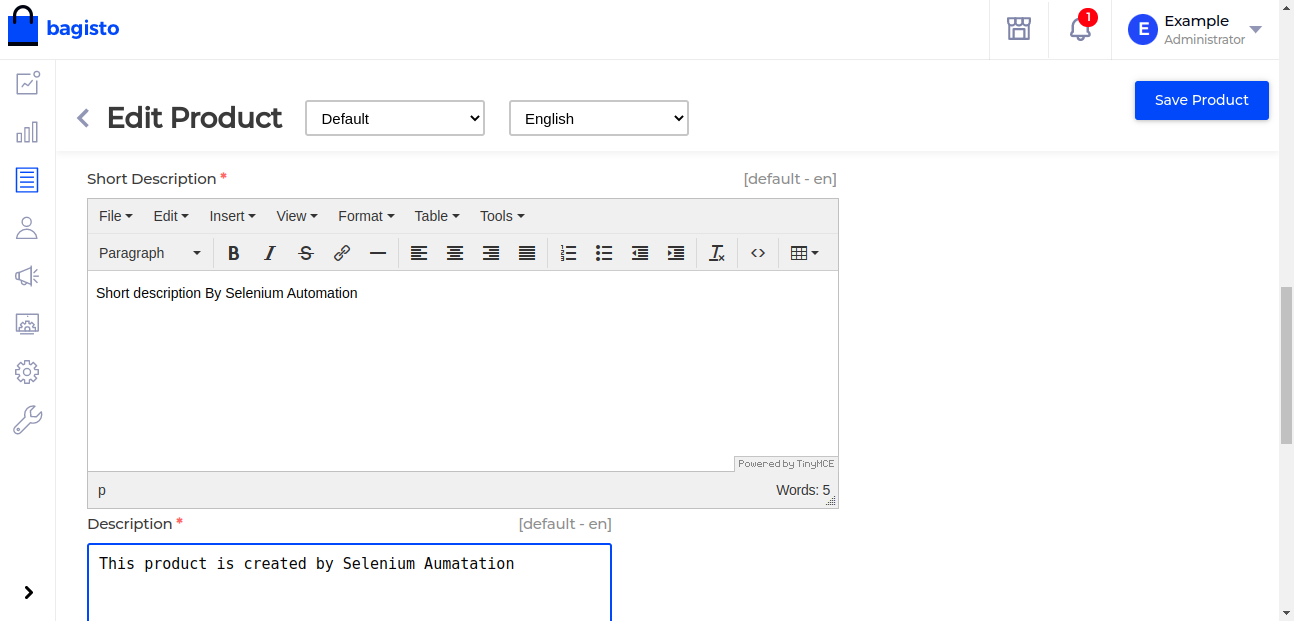 bagisto
1
E
Example
Administrator
Edit Product
Default
English
Save Product
Short Description *
[default - en]
File Edit Insert View Format Table Tools
Paragraph B I S
Short description By Selenium Automation
Powered by TinyMCE
p
Words: 5
Description *
[default - en]
This product is created by Selenium Aumatation